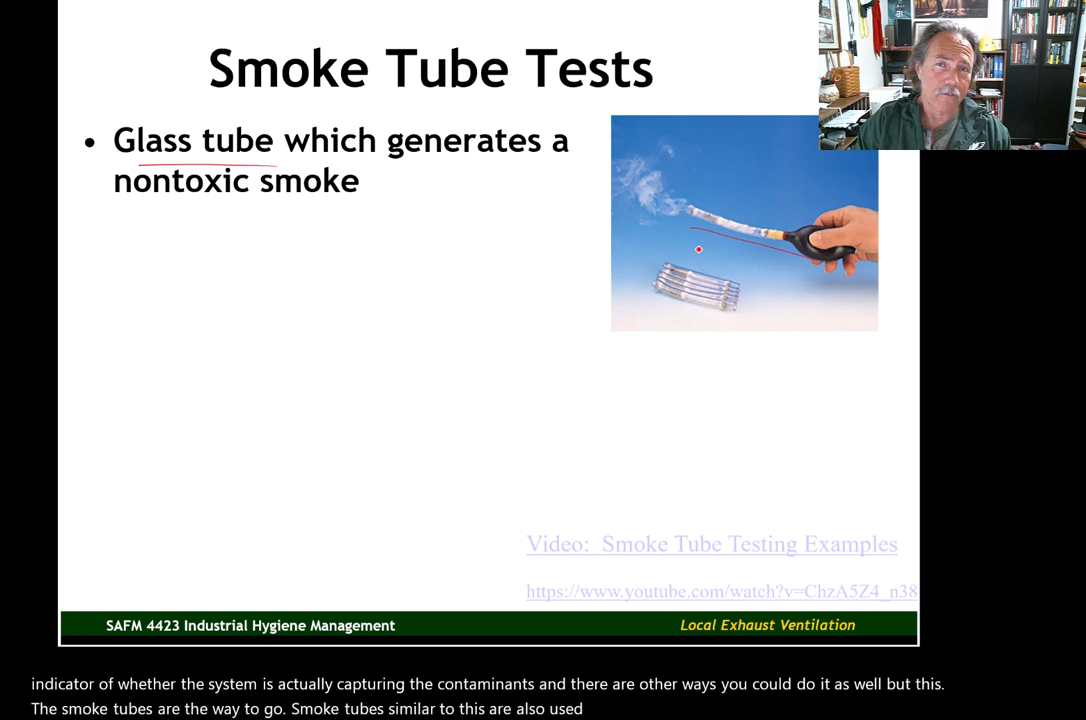 Smoke Tube Tests
• Glass tube which generates a
nontoxic smoke
Video: Smoke Tube Testing Examples
https://www.youtube.com/watch?v=ChzA5Z4_n38
SAFM 4423 Industrial Hygiene Management
Local Exhaust Ventilation
indicator of whether the system is actually capturing the contaminants and there are other ways you could do it as well but this.
The smoke tubes are the way to go. Smoke tubes similar to this are also used